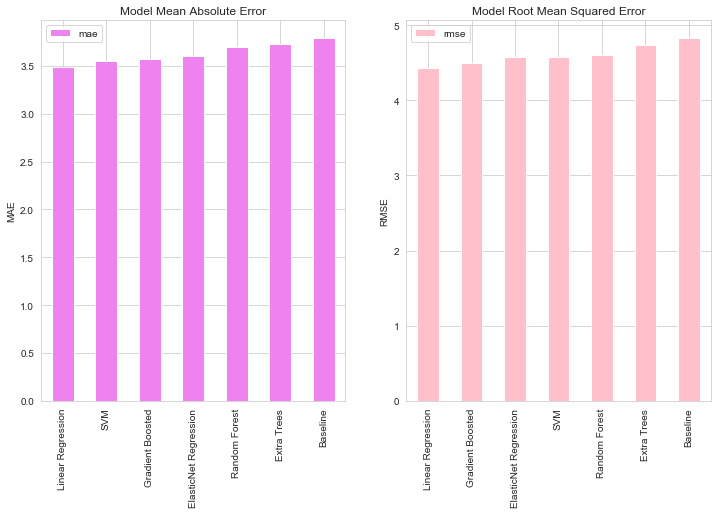 Model Mean Absolute Error
mae
MAE
3.5
3.0
2.5
2.0
1.5
1.0
0.5
0.0
Linear Regression
SVM
Gradient Boosted
ElasticNet Regression
Random Forest
Extra Trees
Baseline
Model Root Mean Squared Error
rmse
RMSE
5
4
3
2
1
0
Linear Regression
Gradient Boosted
ElasticNet Regression
SVM
Random Forest
Extra Trees
Baseline